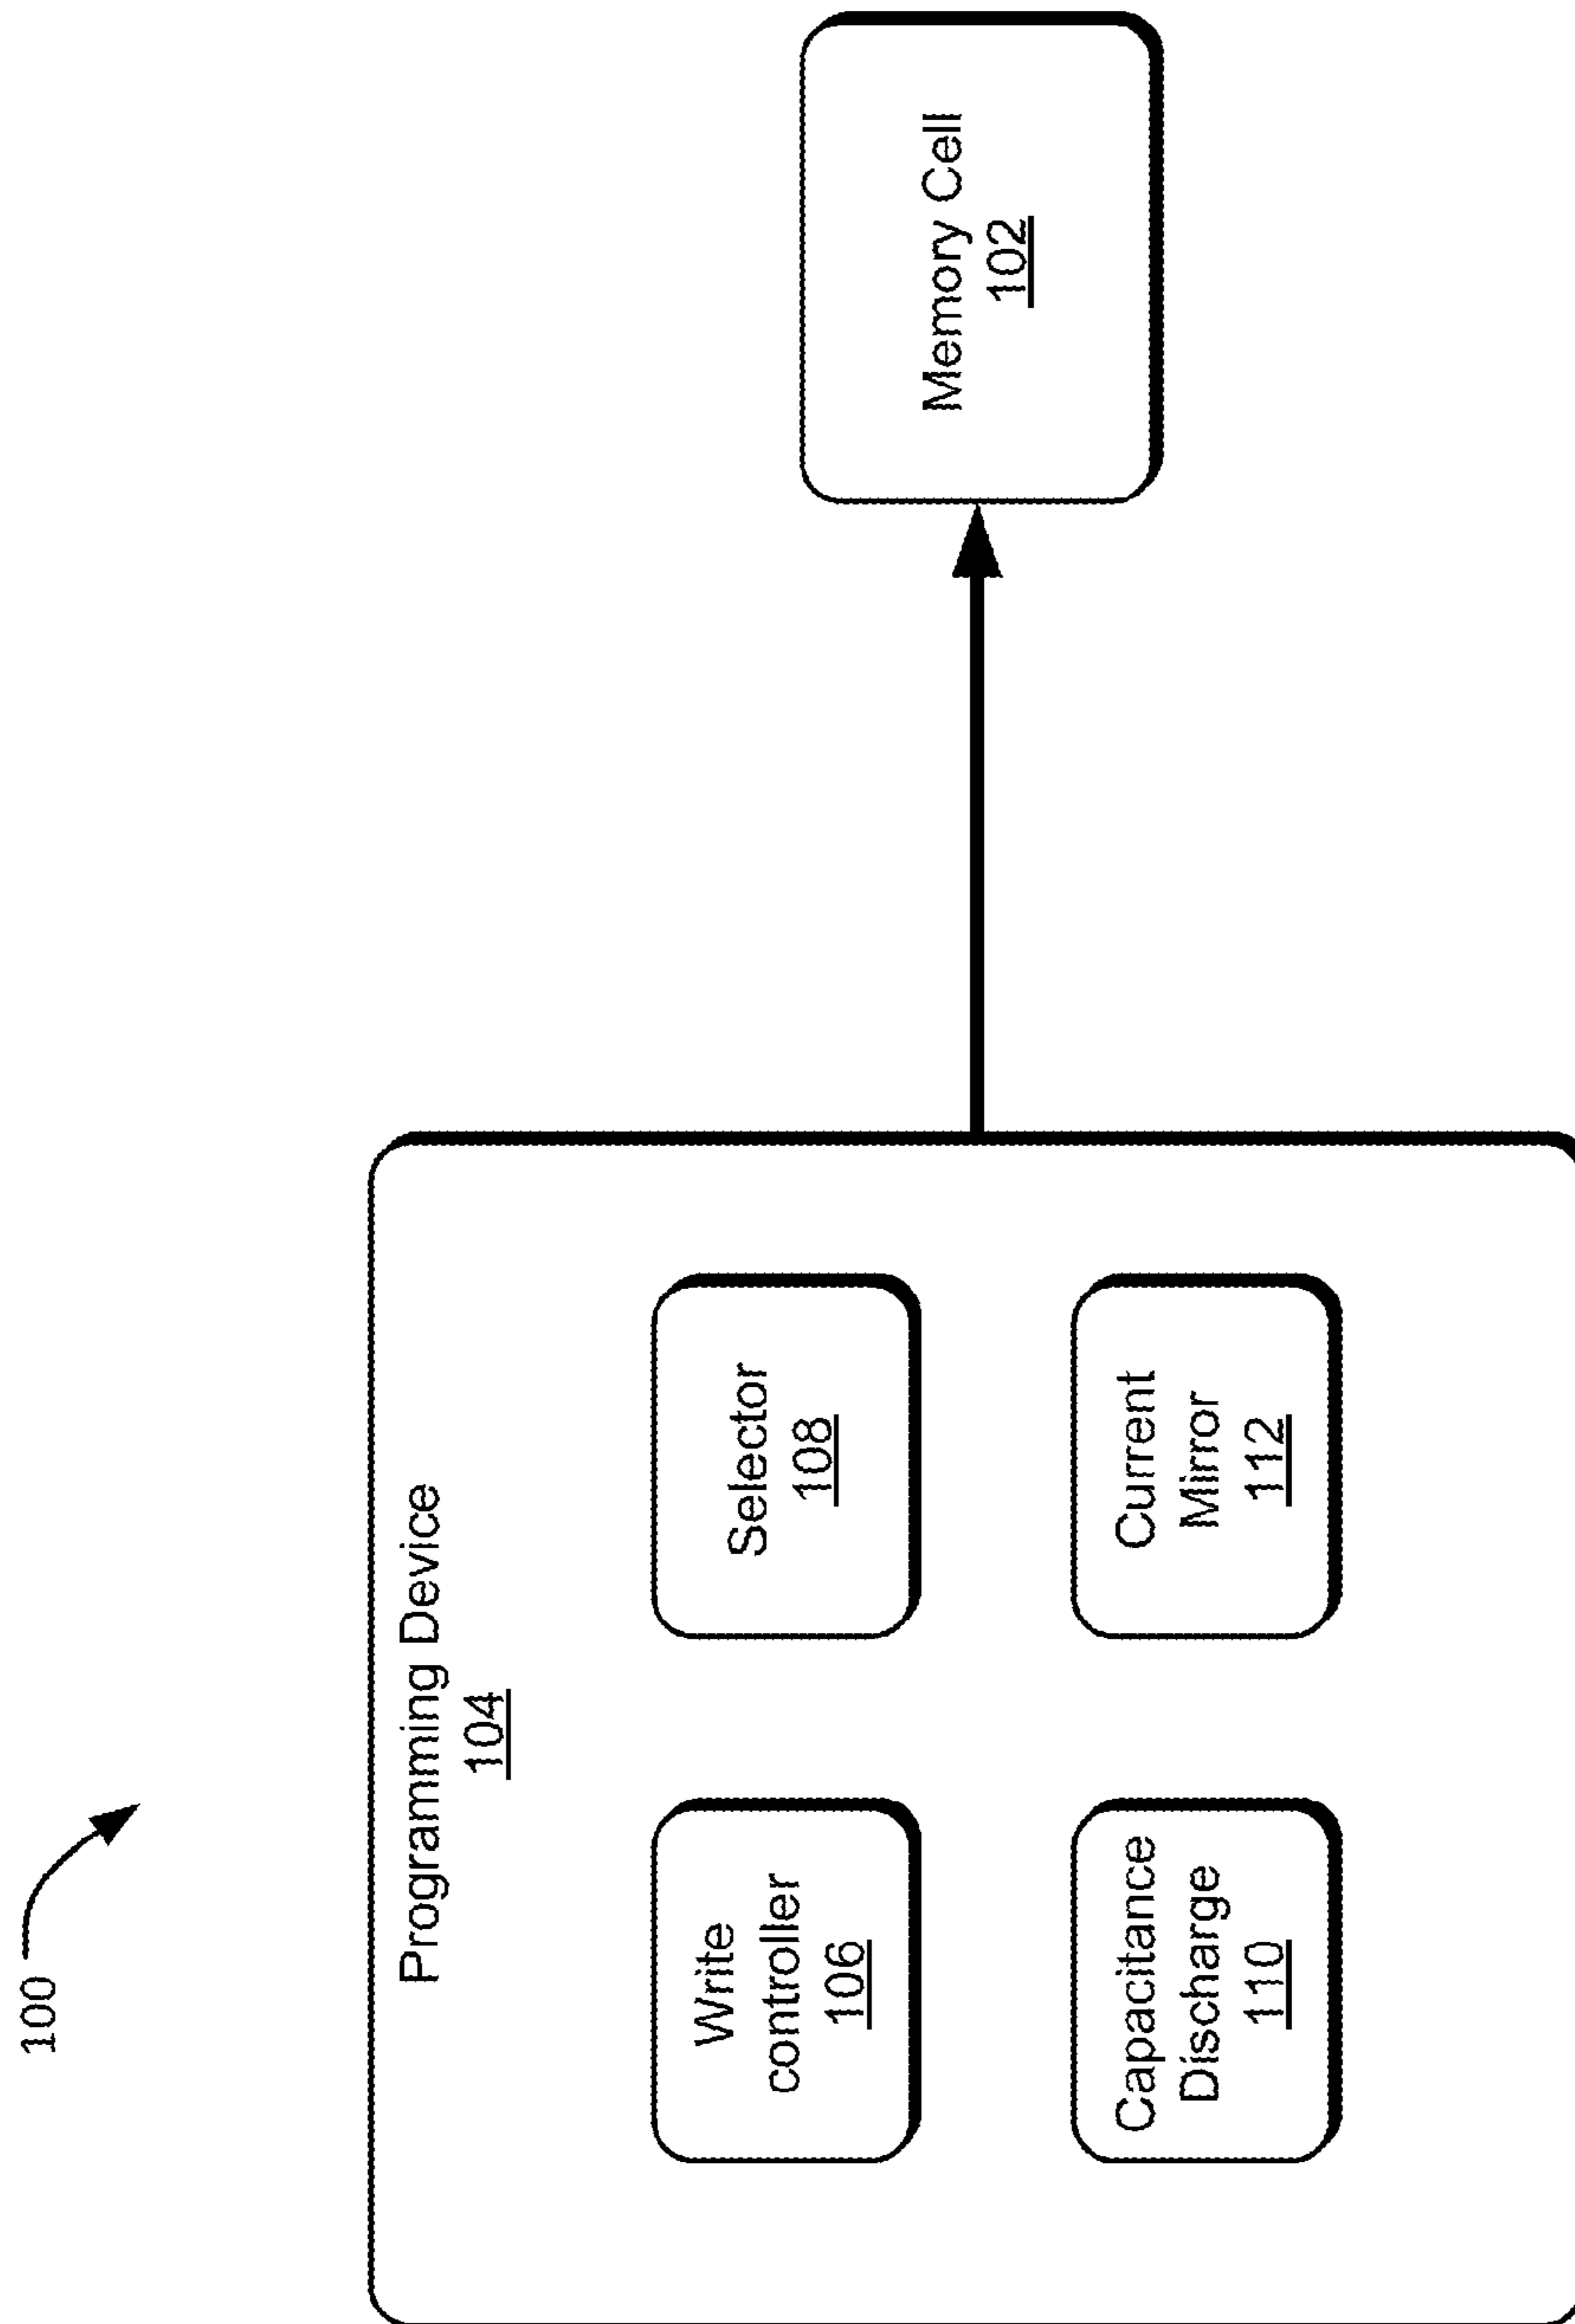 100
Programming Device
104
Write
controller
106
Selector
108
Capacitance
Discharge
110
Current
Mirror
112
Memory Cell
102